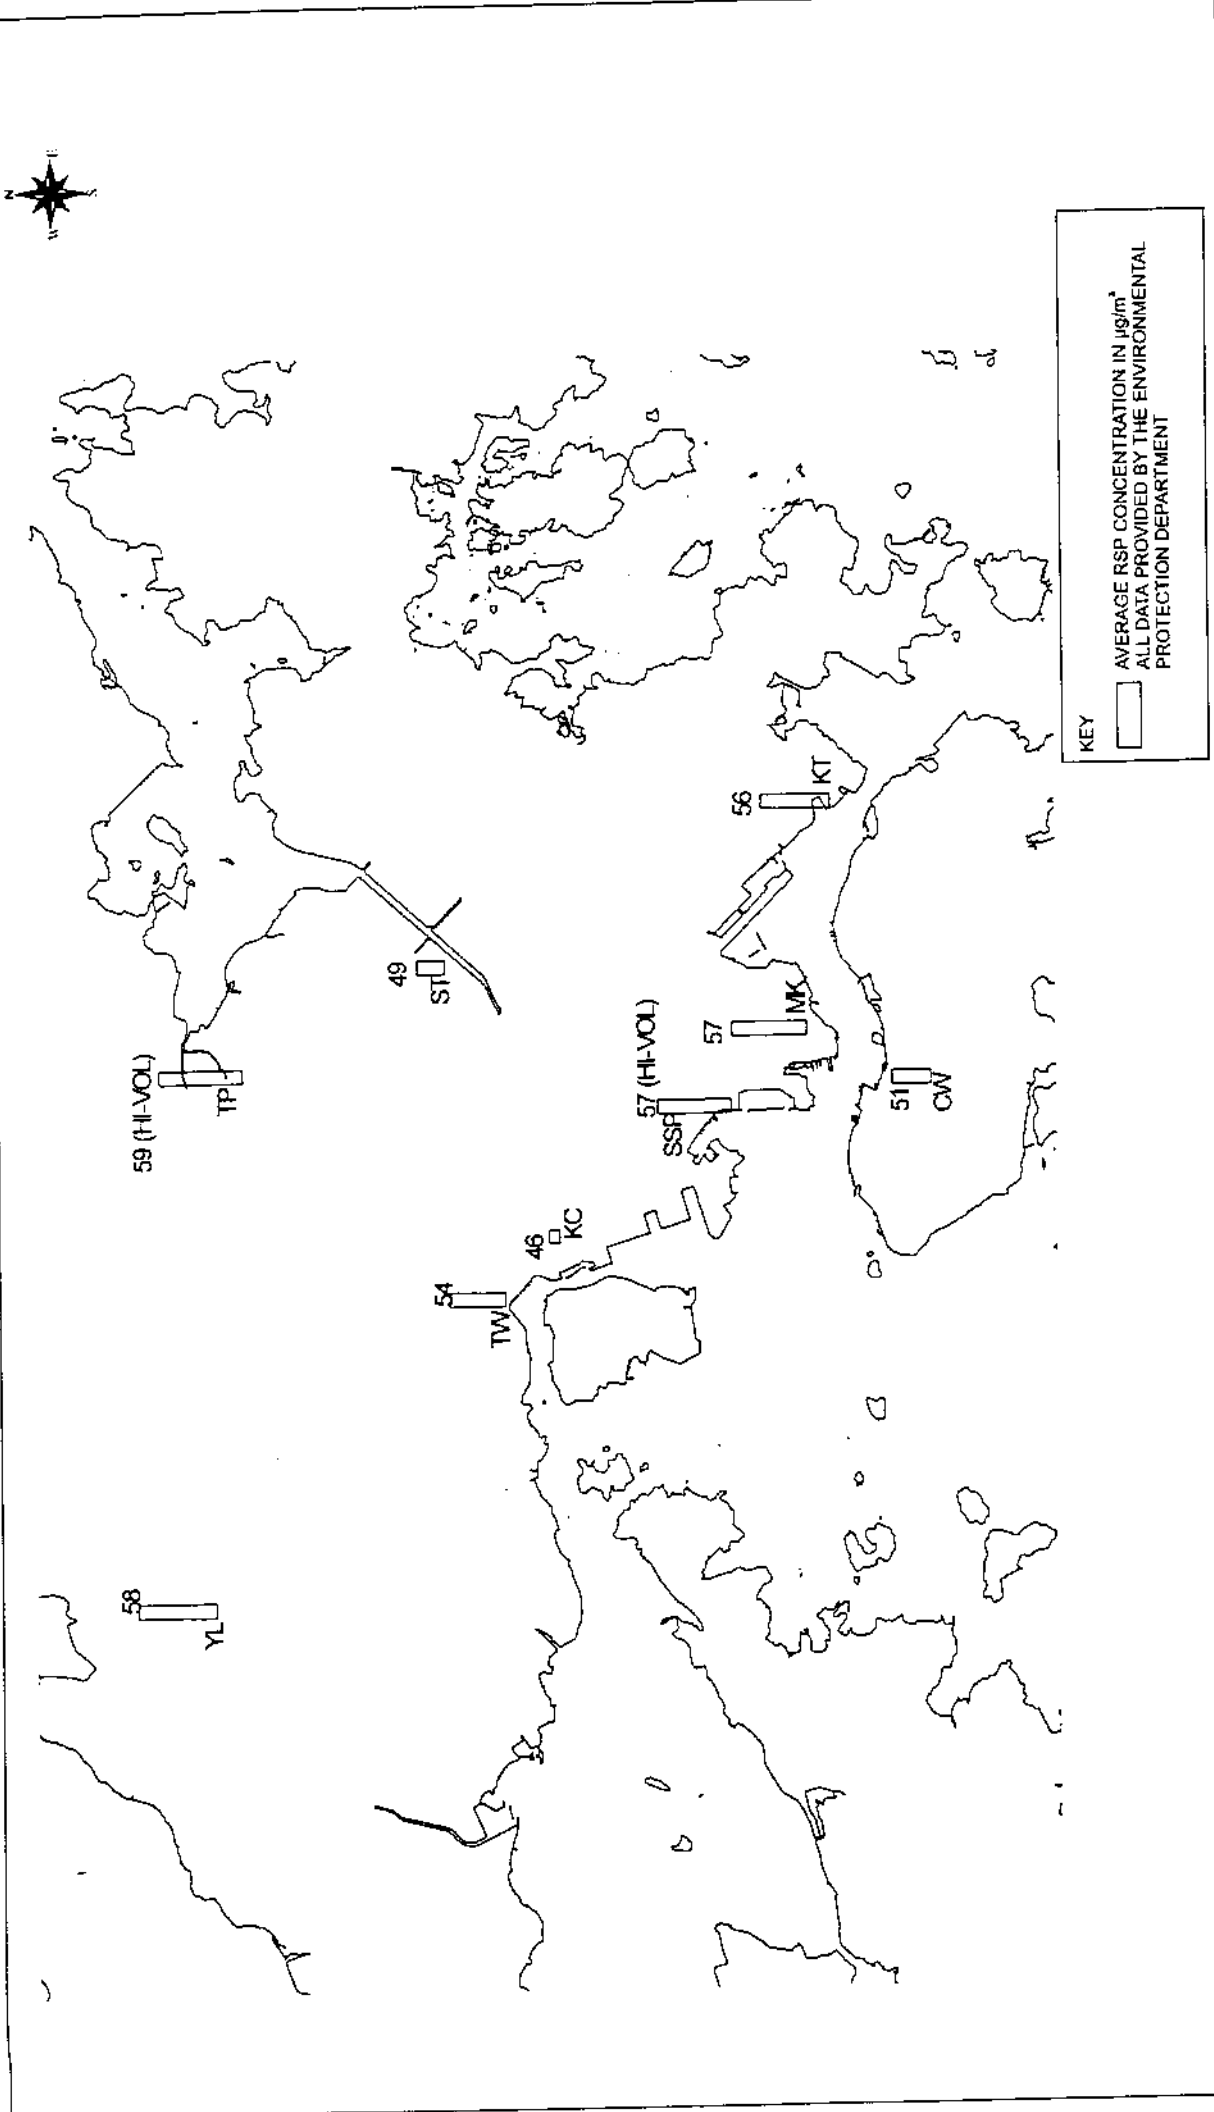 N
E
S
W
58
YL
59 (HI-VOL)
TP
54
TW
46
KC
49
ST
57 (HI-VOL)
SSP
57
MK
56
KT
51
CW
KEY
AVERAGE RSP CONCENTRATION IN µg/m³
ALL DATA PROVIDED BY THE ENVIRONMENTAL
PROTECTION DEPARTMENT